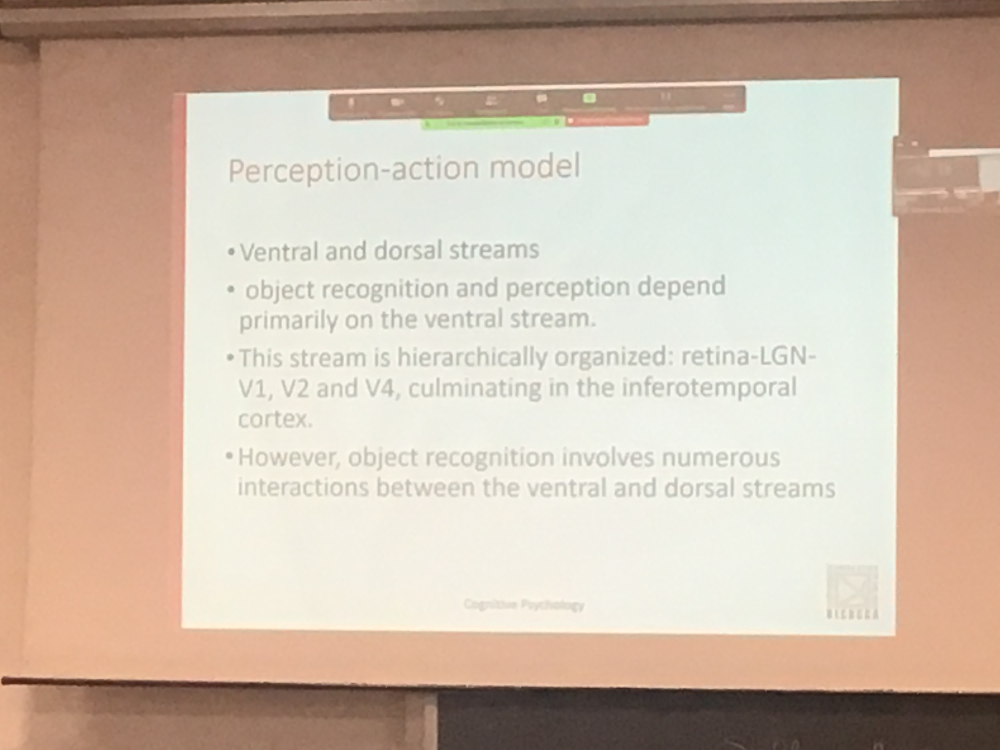 Perception-action model
• Ventral and dorsal streams
• object recognition and perception depend
primarily on the ventral stream.
• This stream is hierarchically organized: retina-LGN-
V1, V2 and V4, culminating in the inferotemporal
cortex.
• However, object recognition involves numerous
interactions between the ventral and dorsal streams
Cognitive Psychology
BICOCCA